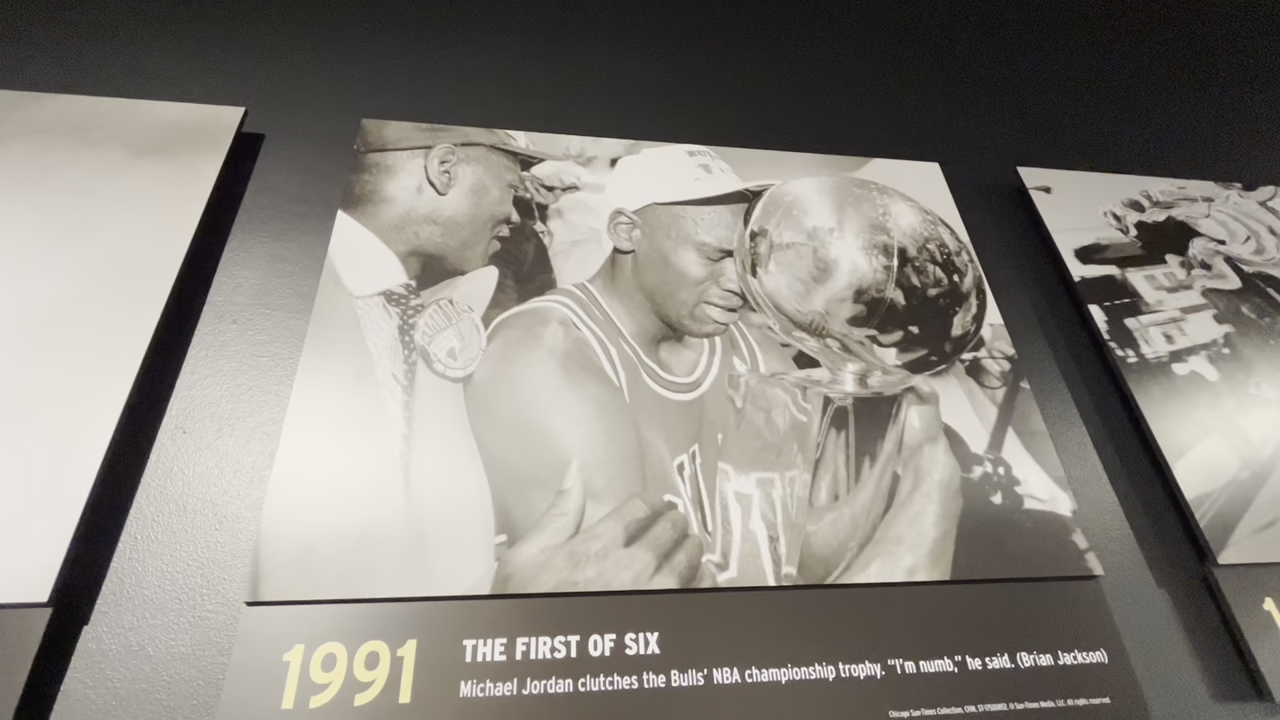 1991
THE FIRST OF SIX
Michael Jordan clutches the Bulls' NBA championship trophy. “I'm numb,” he said. (Brian Jackson)